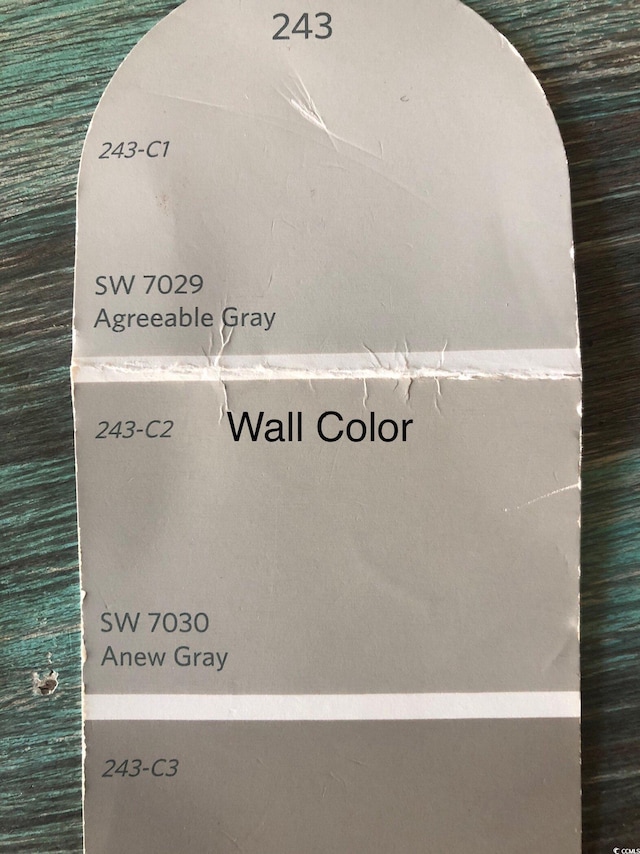 243
243-C1
SW 7029
Agreeable Gray
243-C2 Wall Color
SW 7030
Anew Gray
243-C3
CCMLS